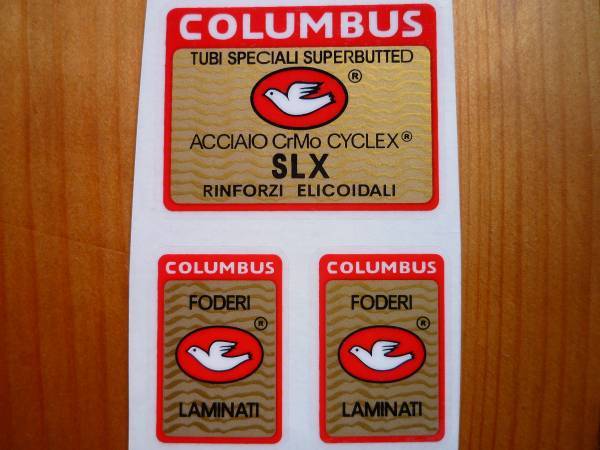 COLUMBUS
TUBI SPECIALI SUPERBUTTED
®
ACCIAIO CrMo CYCLEX®
SLX
RINFORZI ELICOIDALI
COLUMBUS
FODERI
®
LAMINATI
COLUMBUS
FODERI
®
LAMINATI